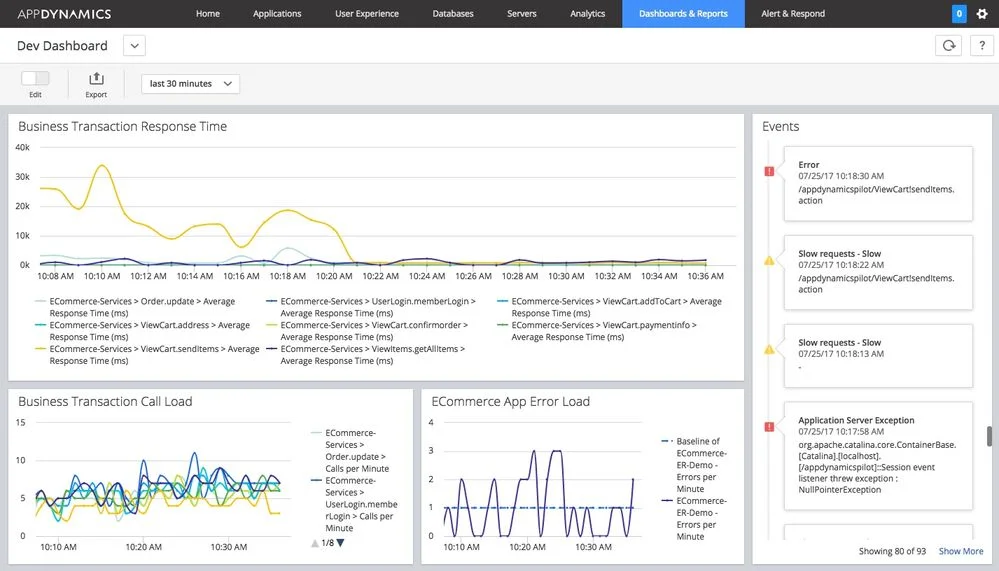 APPDYNAMICS
Home
Applications
User Experience
Databases
Servers
Analytics
Dashboards & Reports
Alert & Respond
0
Dev Dashboard
?
Edit
Export
last 30 minutes
Business Transaction Response Time
40k
30k
20k
10k
0k
10:08 AM 10:10 AM 10:12 AM 10:14 AM 10:16 AM 10:18 AM 10:20 AM 10:22 AM 10:24 AM 10:26 AM 10:28 AM 10:30 AM 10:32 AM 10:34 AM 10:36 AM
ECommerce-Services > Order.update > Average
Response Time (ms)
ECommerce-Services > UserLogin.memberLogin >
Average Response Time (ms)
ECommerce-Services > ViewCart.addToCart > Average
Response Time (ms)
ECommerce-Services > ViewCart.address > Average
Response Time (ms)
ECommerce-Services > ViewCart.confirmorder >
Average Response Time (ms)
ECommerce-Services > ViewCart.paymentinfo >
Average Response Time (ms)
ECommerce-Services > ViewCart.sendItems > Average
Response Time (ms)
ECommerce-Services > ViewItems.getAllItems >
Average Response Time (ms)
Business Transaction Call Load
15
10
5
0
10:10 AM
10:20 AM
10:30 AM
ECommerce-
Services >
Order.update >
Calls per Minute
ECommerce-
Services >
UserLogin.membe
rLogin > Calls per
Minute
1/8
ECommerce App Error Load
4
3
2
1
0
10:10 AM
10:20 AM
10:30 AM
Baseline of
ECommerce-
ER-Demo -
Errors per
Minute
ECommerce-
ER-Demo -
Errors per
Minute
Events
Error
07/25/17 10:18:30 AM
/appdynamicspilot/ViewCart!sendItems.
action
Slow requests - Slow
07/25/17 10:18:22 AM
/appdynamicspilot/ViewCart!sendItems.
action
Slow requests - Slow
07/25/17 10:18:13 AM
-
Application Server Exception
07/25/17 10:17:58 AM
org.apache.catalina.core.ContainerBase.
[Catalina].[localhost].
[/appdynamicspilot]::Session event
listener threw exception :
NullPointerException
Showing 80 of 93
Show More